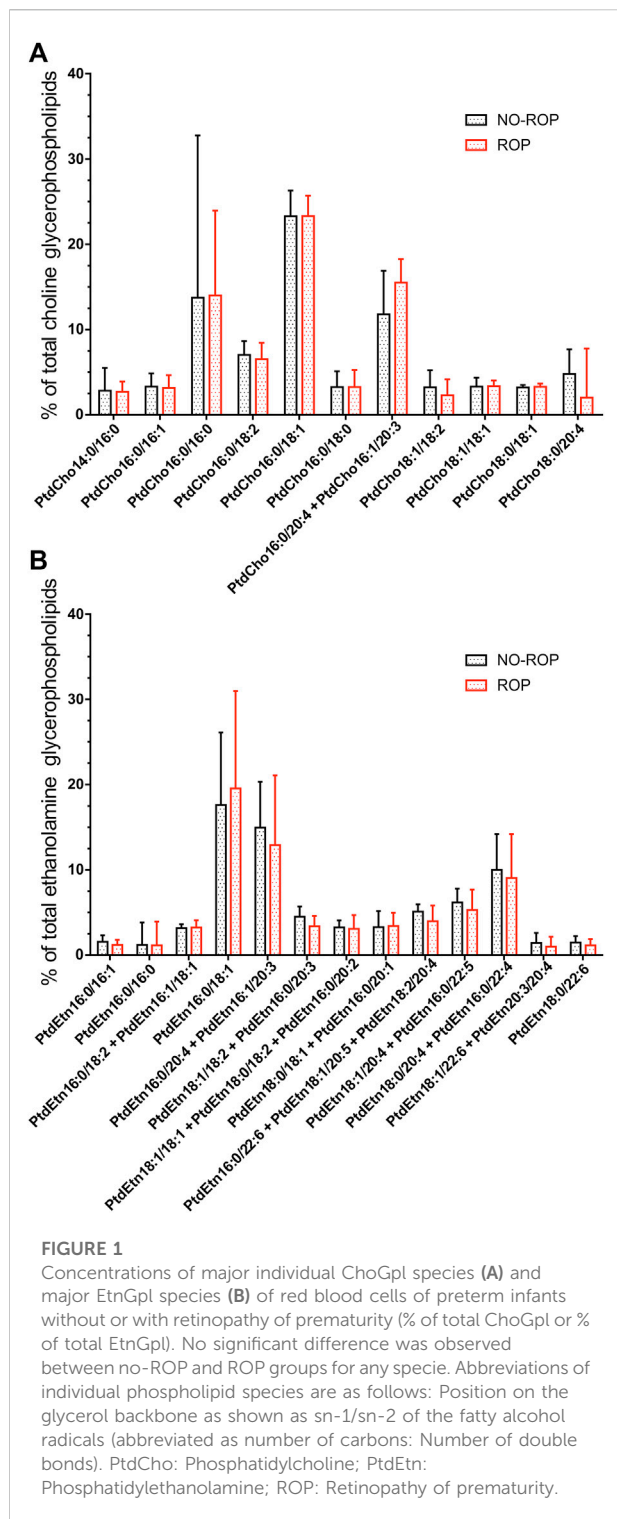 A
% of total choline glycerophospholipids
40
30
20
10
0
NO-ROP
ROP
PtdCho14:0/16:0
PtdCho16:0/16:1
PtdCho16:0/16:0
PtdCho16:0/18:2
PtdCho16:0/18:1
PtdCho16:0/18:0
PtdCho16:0/20:4 + PtdCho16:1/20:3
PtdCho18:1/18:2
PtdCho18:1/18:1
PtdCho18:0/18:1
PtdCho18:0/20:4
B
% of total ethanolamine glycerophospholipids
40
30
20
10
0
NO-ROP
ROP
PtdEtn16:0/16:1
PtdEtn16:0/16:0
PtdEtn16:0/18:2 + PtdEtn16:1/18:1
PtdEtn16:0/18:1
PtdEtn16:0/20:4 + PtdEtn16:1/20:3
PtdEtn18:1/18:2 + PtdEtn16:0/20:3
PtdEtn18:1/18:1 + PtdEtn18:0/18:2 + PtdEtn16:0/20:2
PtdEtn18:0/18:1 + PtdEtn16:0/20:1
PtdEtn16:0/22:6 + PtdEtn18:1/20:5 + PtdEtn18:2/20:4
PtdEtn18:1/20:4 + PtdEtn16:0/22:5
PtdEtn18:0/20:4 + PtdEtn16:0/22:4
PtdEtn18:1/22:6 + PtdEtn20:3/20:4
PtdEtn18:0/22:6
FIGURE 1
Concentrations of major individual ChoGpl species (A) and
major EtnGpl species (B) of red blood cells of preterm infants
without or with retinopathy of prematurity (% of total ChoGpl or %
of total EtnGpl). No significant difference was observed
between no-ROP and ROP groups for any specie. Abbreviations of
individual phospholipid species are as follows: Position on the
glycerol backbone as shown as sn-1/sn-2 of the fatty alcohol
radicals (abbreviated as number of carbons: Number of double
bonds). PtdCho: Phosphatidylcholine; PtdEtn:
Phosphatidylethanolamine; ROP: Retinopathy of prematurity.